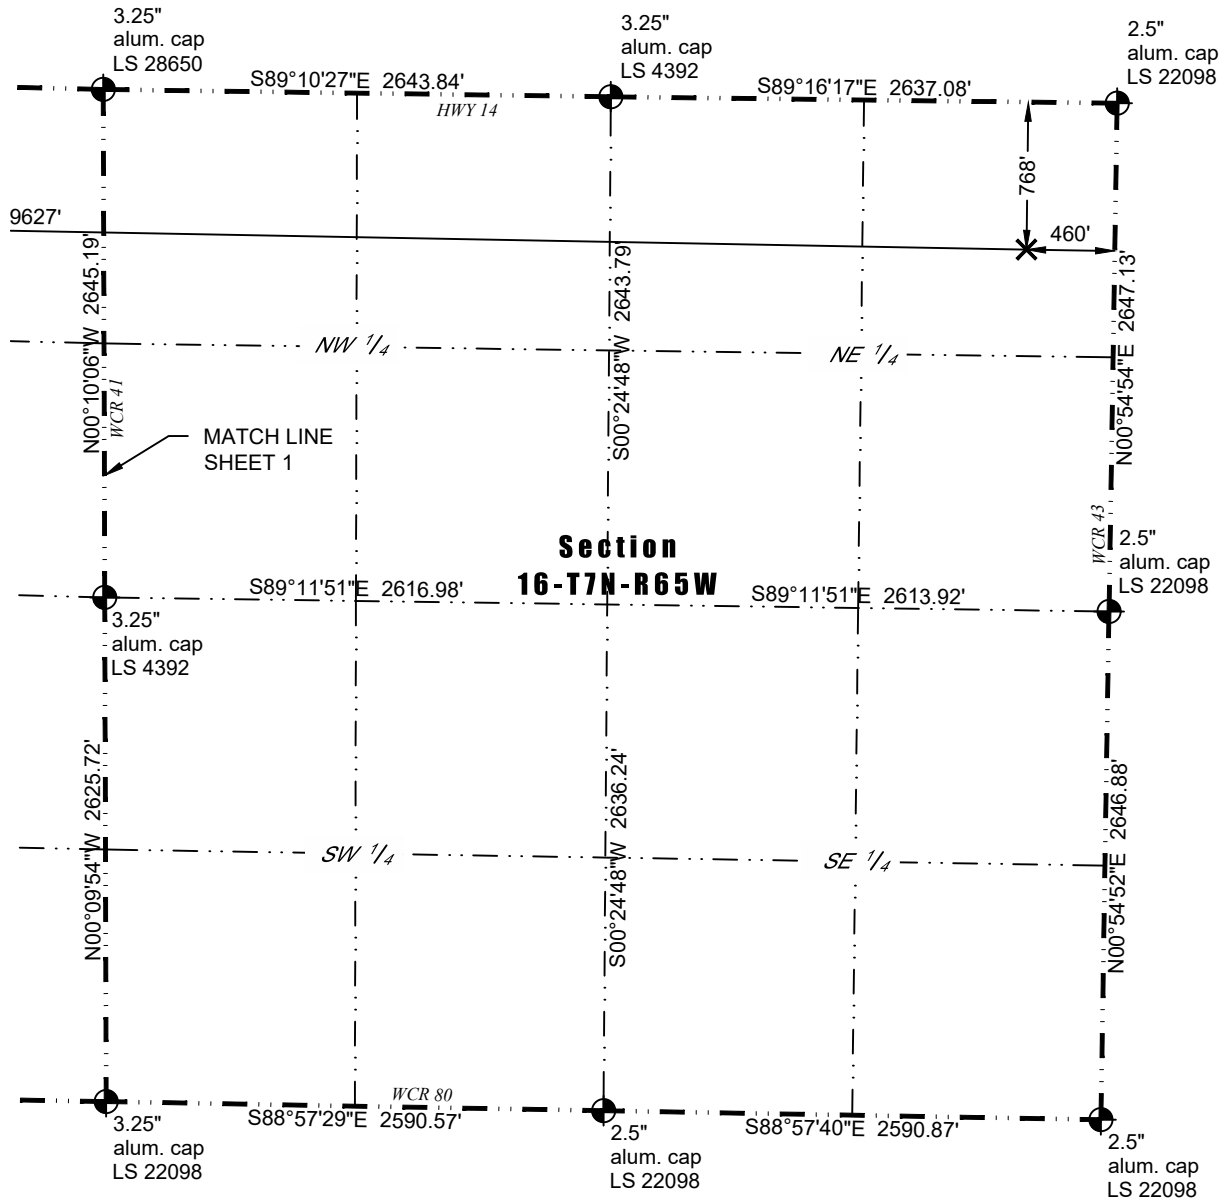 3.25"
alum. cap
LS 28650
3.25"
alum. cap
LS 4392
2.5"
alum. cap
LS 22098
S89°10'27"E 2643.84'
S89°16'17"E 2637.08'
HWY 14
768'
9627'
460'
N00°10'06"W 2645.19'
S00°24'48"W 2643.79'
N00°54'54"E 2647.13'
NW 1/4
NE 1/4
WCR 41
MATCH LINE
SHEET 1
WCR 43
Section
16-T7N-R65W
2.5"
alum. cap
LS 22098
S89°11'51"E 2616.98'
S89°11'51"E 2613.92'
3.25"
alum. cap
LS 4392
N00°09'54"W 2625.72'
S00°24'48"W 2636.24'
N00°54'52"E 2646.88'
SW 1/4
SE 1/4
WCR 80
S88°57'29"E 2590.57'
S88°57'40"E 2590.87'
3.25"
alum. cap
LS 22098
2.5"
alum. cap
LS 22098
2.5"
alum. cap
LS 22098